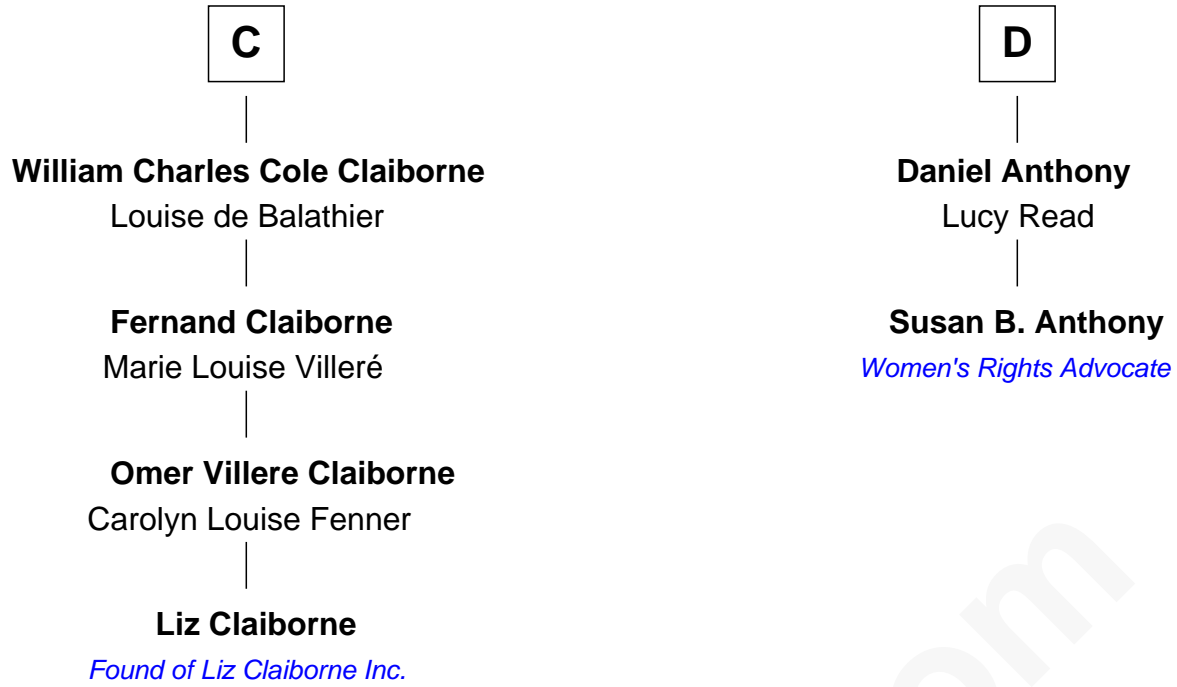 C
William Charles Cole Claiborne
Louise de Balathier
Fernand Claiborne
Marie Louise Villeré
Omer Villere Claiborne
Carolyn Louise Fenner
Liz Claiborne
Found of Liz Claiborne Inc.
D
Daniel Anthony
Lucy Read
Susan B. Anthony
Women's Rights Advocate
om